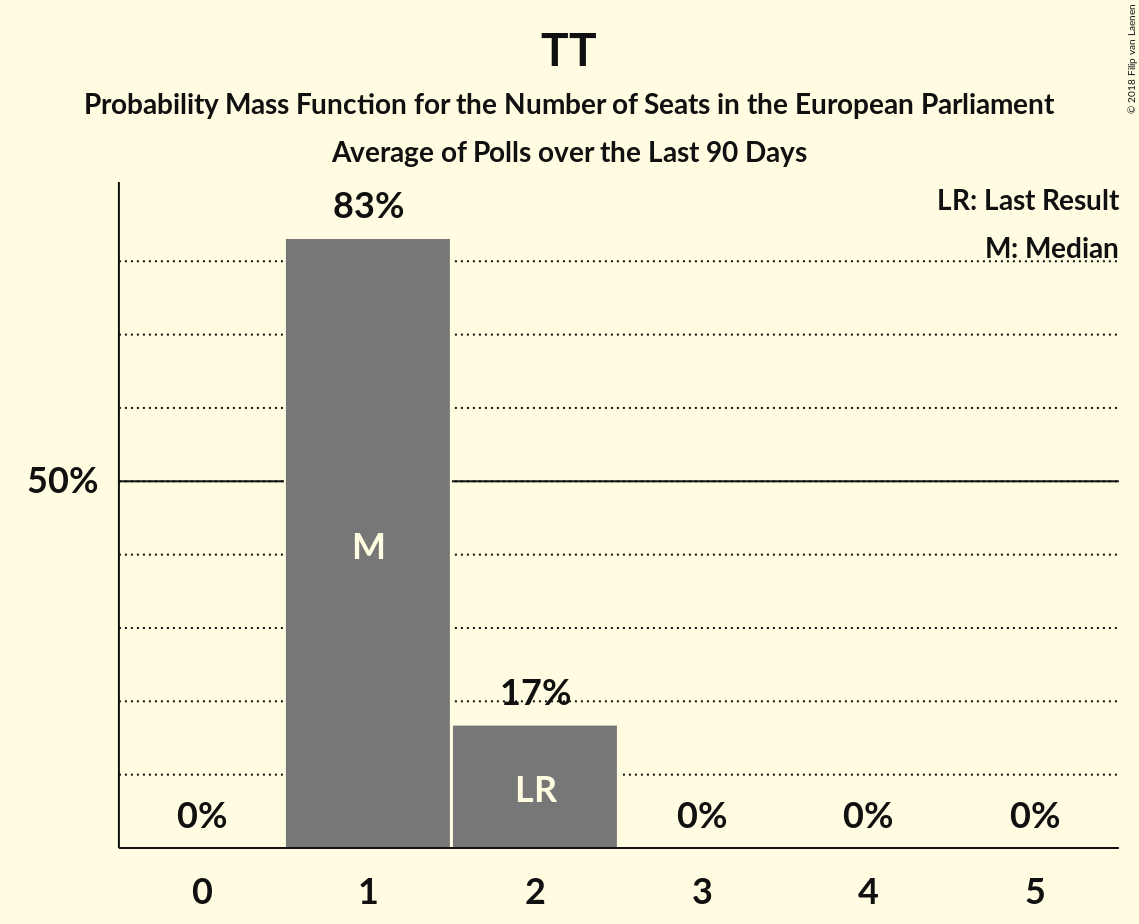 TT
Probability Mass Function for the Number of Seats in the European Parliament
Average of Polls over the Last 90 Days
© 2018 Filip van Laenen
LR: Last Result
M: Median
83%
50%
M
17%
LR
0%
0%
0%
0%
0
1
2
3
4
5